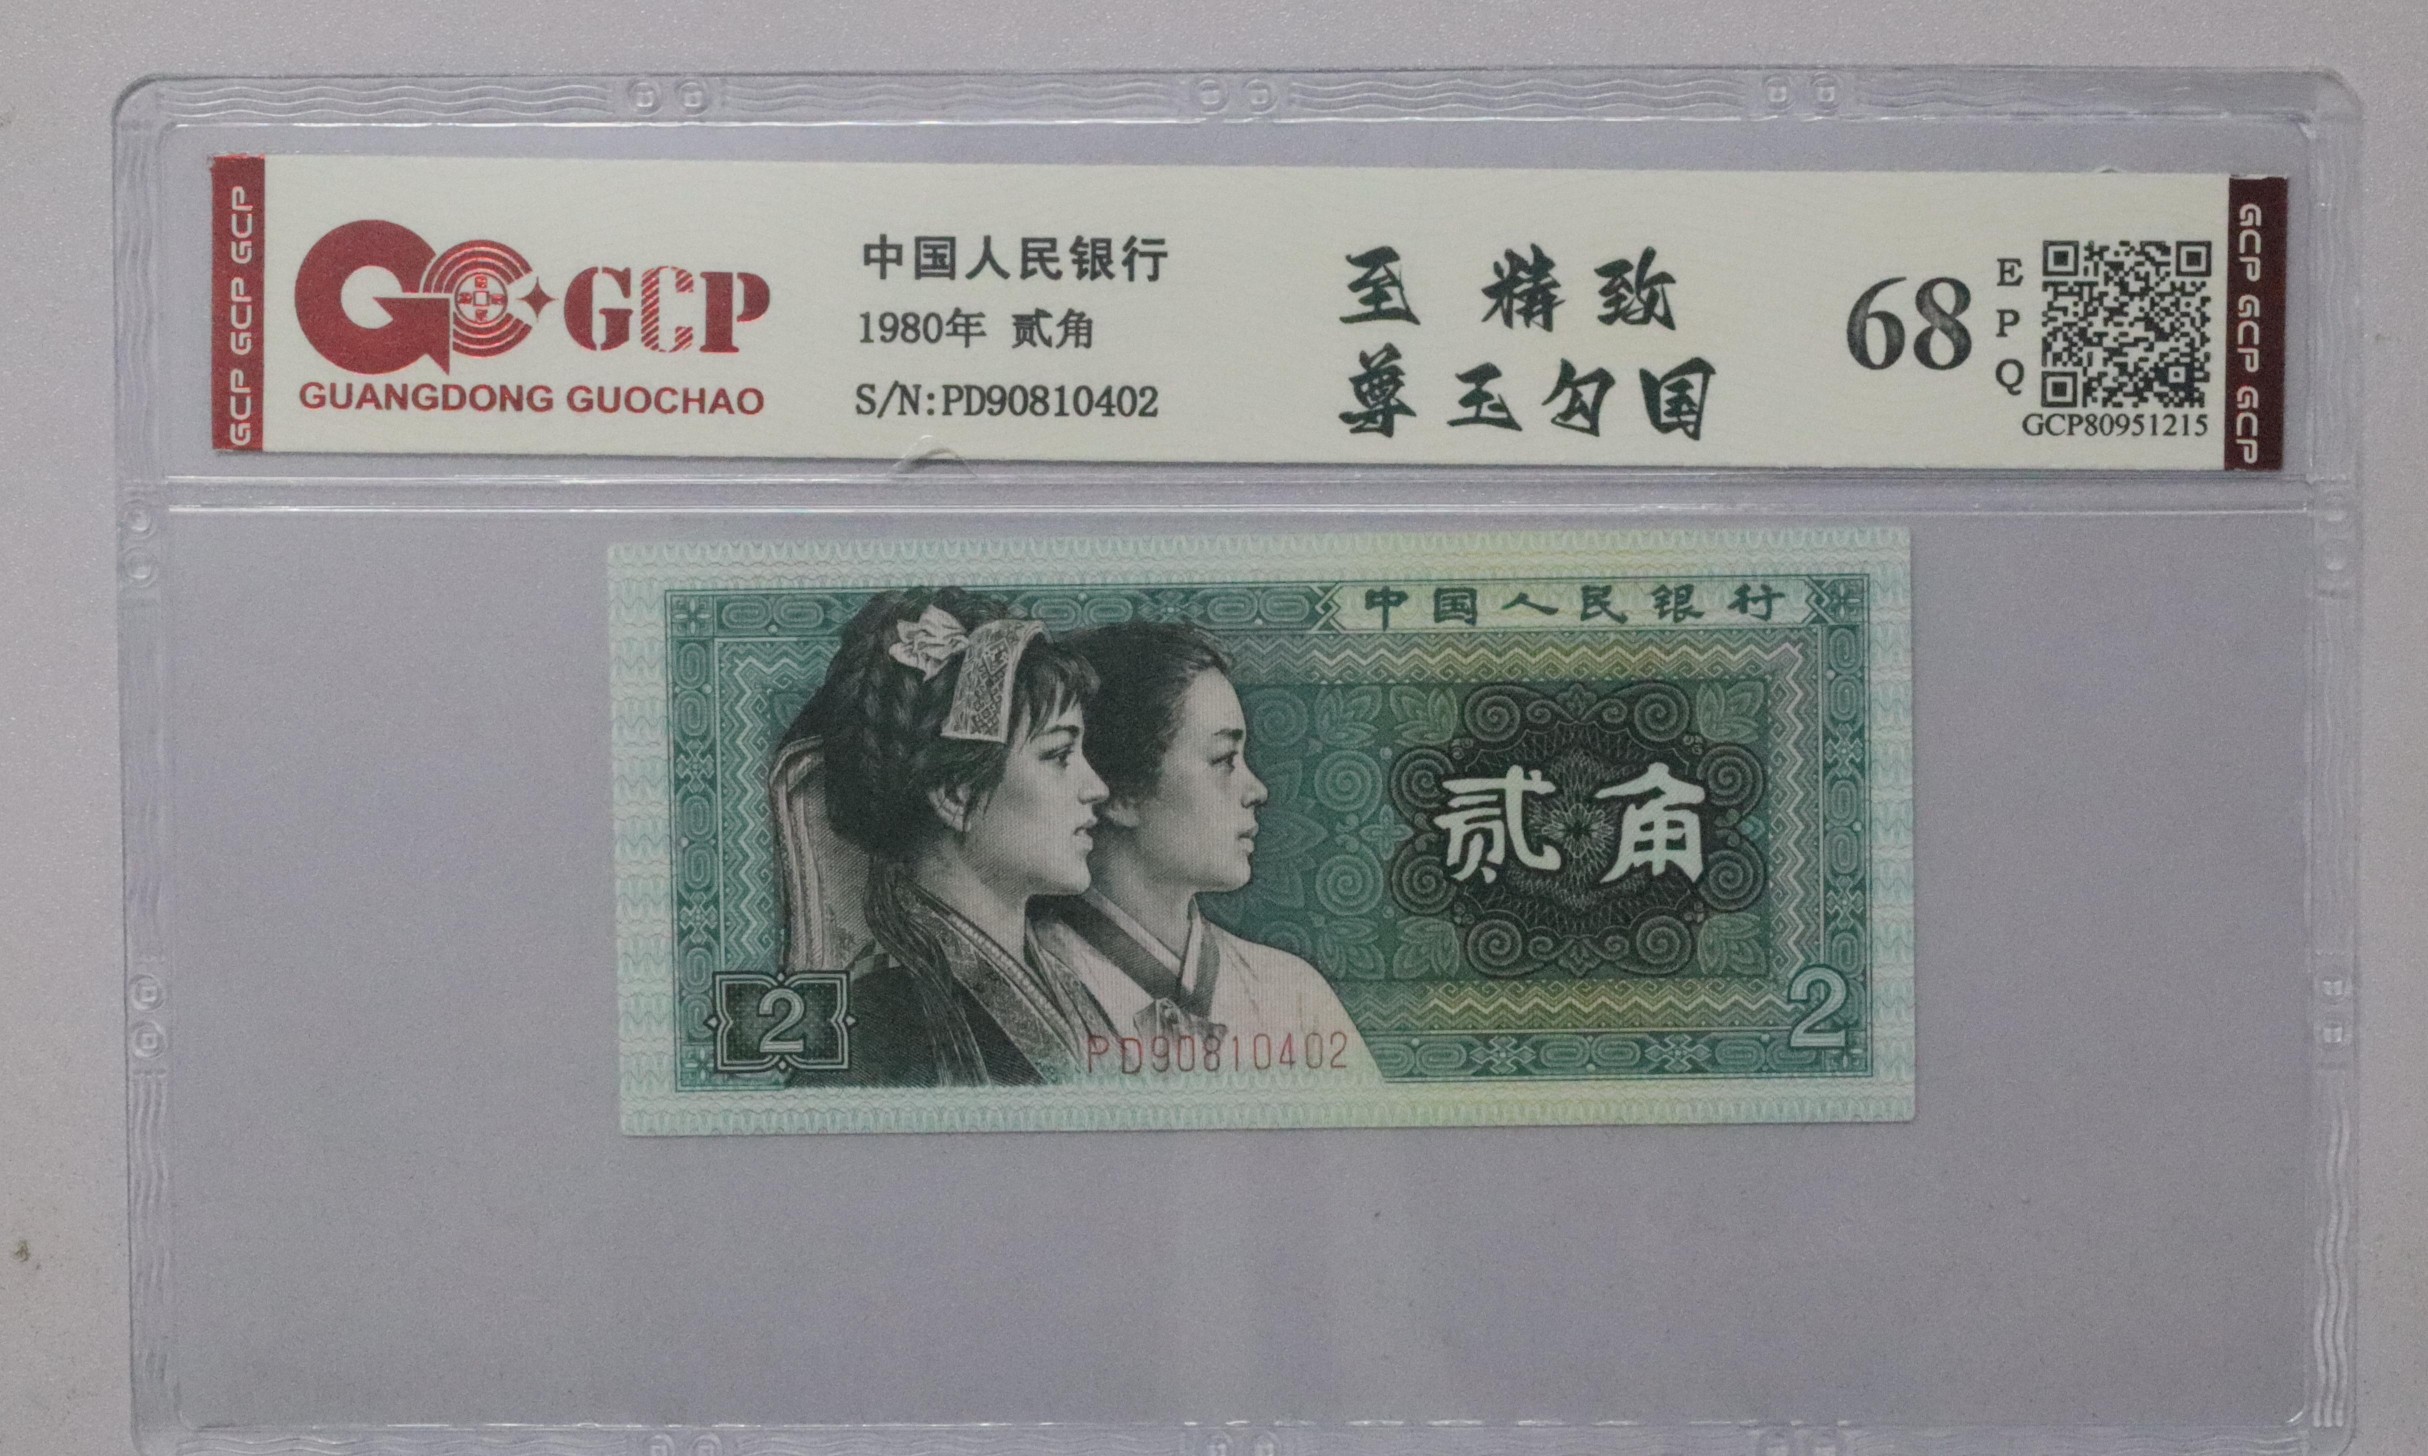 GCP GCP GCP
GCP
GUANGDONG GUOCHAO
中国人民银行
1980年 贰角
S/N:PD90810402
至 精 致
尊 玉 勾 国
68
E
P
Q
GCP80951215
GCP GCP GCP
中国人民银行
贰角
2
PD90810402
2